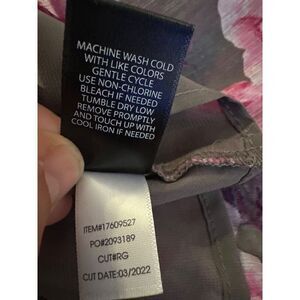 MACHINE WASH COLD
WITH LIKE COLORS
GENTLE CYCLE
USE NON-CHLORINE
BLEACH IF NEEDED
TUMBLE DRY LOW
REMOVE PROMPTLY
AND TOUCH UP WITH
COOL IRON IF NEEDED
ITEM#17609527
PO#2093189
CUT#RG
CUT DATE:03/2022